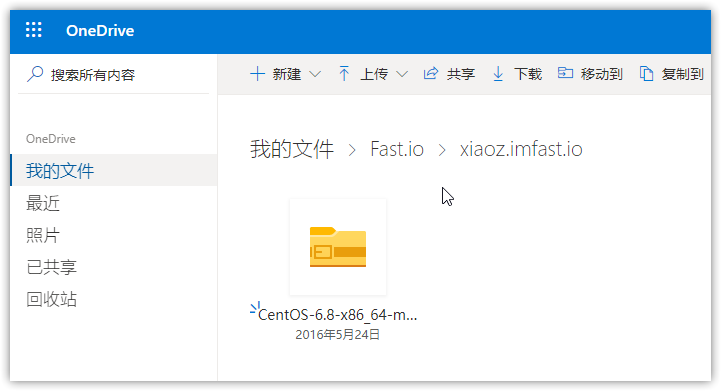 OneDrive
搜索所有内容
新建 上传 共享 下载 移动到 复制到
OneDrive
我的文件
最近
照片
已共享
回收站
我的文件 > Fast.io > xiaoz.imfast.io
CentOS-6.8-x86_64-m...
2016年5月24日